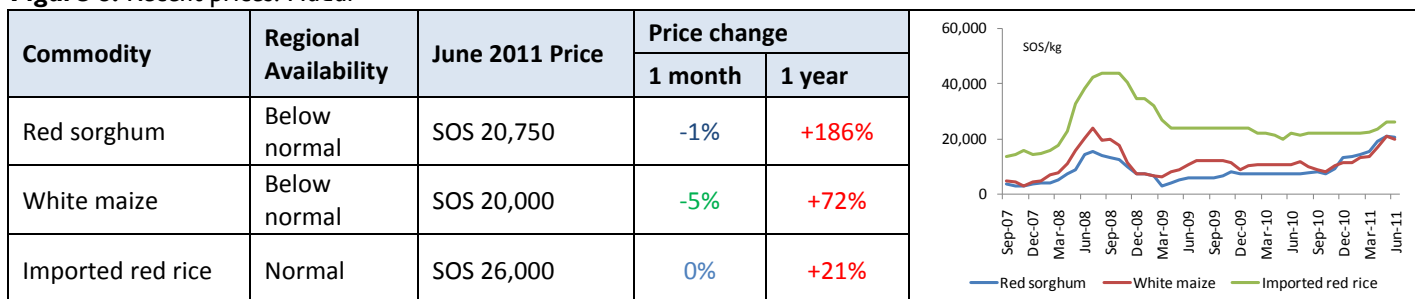 Figure Recent prices:
Commodity
Regional Availability
June 2011 Price
Price change
1 month
1 year
Red sorghum
Below normal
SOS 20,750
-1%
+186%
White maize
Below normal
SOS 20,000
-5%
+72%
Imported red rice
Normal
SOS 26,000
0%
+21%
SOS/kg
60,000
40,000
20,000
0
Sep-07
Dec-07
Mar-08
Jun-08
Sep-08
Dec-08
Mar-09
Jun-09
Sep-09
Dec-09
Mar-10
Jun-10
Sep-10
Dec-10
Mar-11
Jun-11
Red sorghum
White maize
Imported red rice